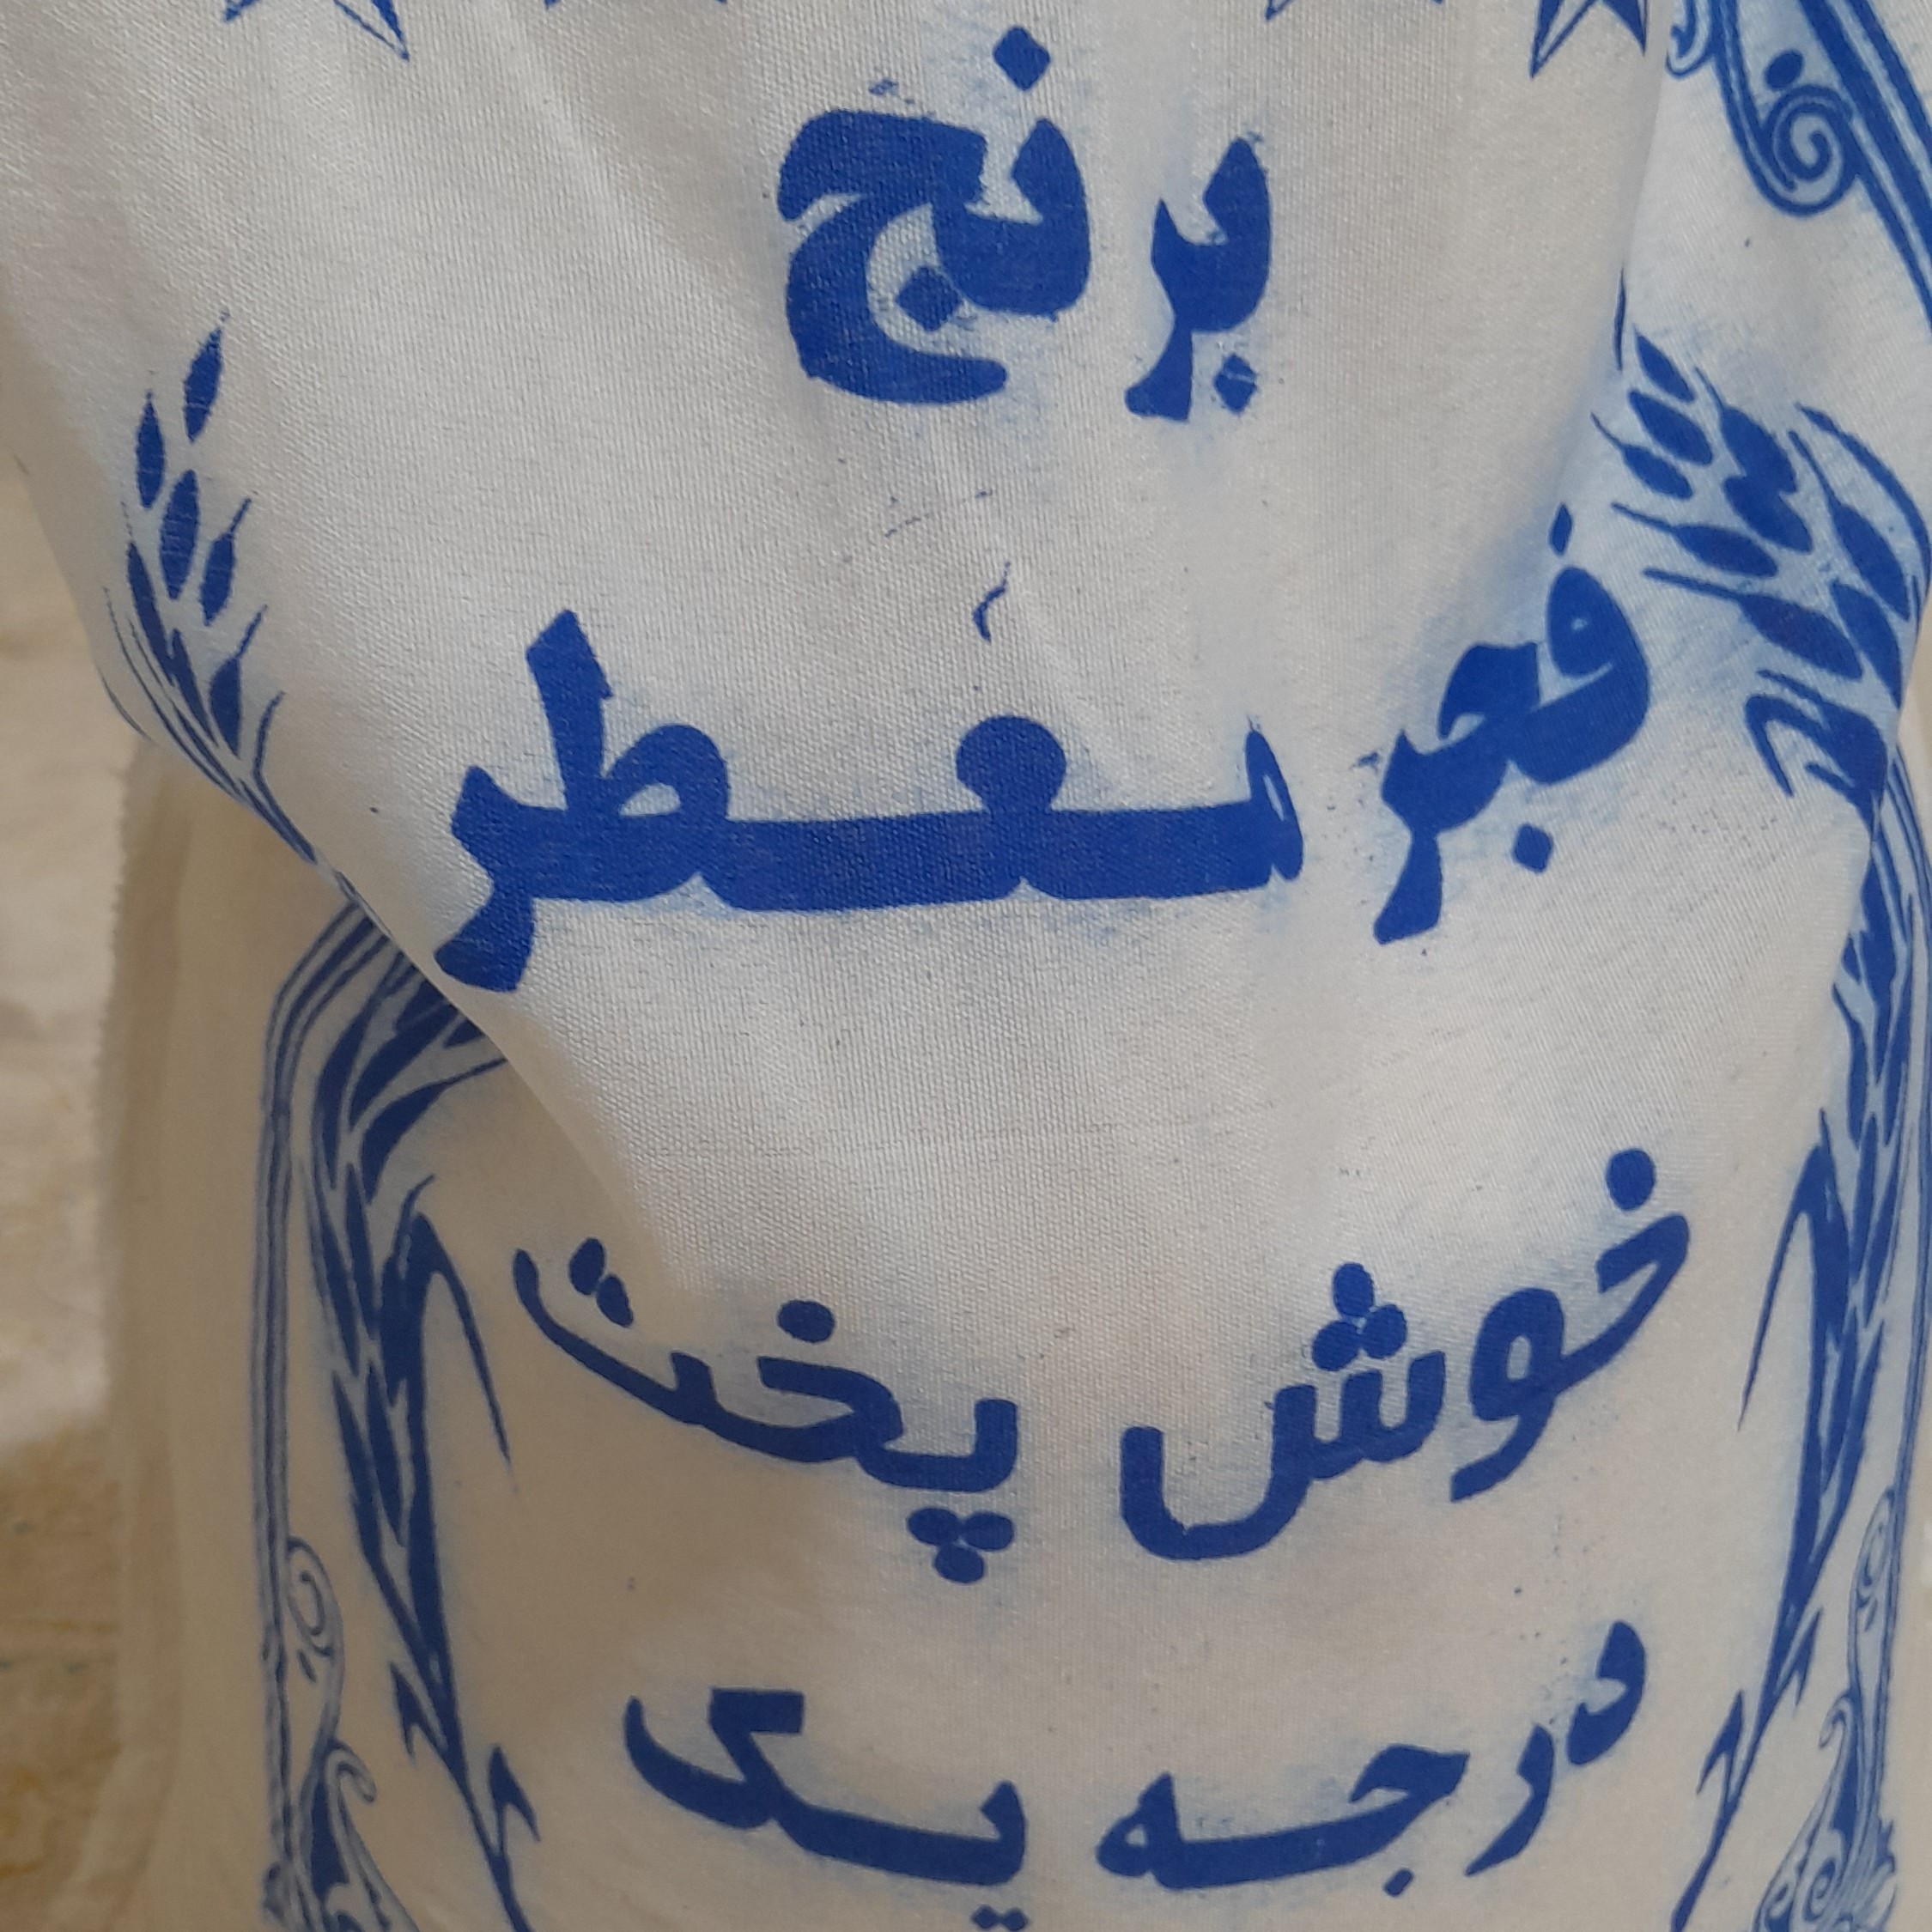 برنج
فجر معطر
خوش پخت
درجه یک